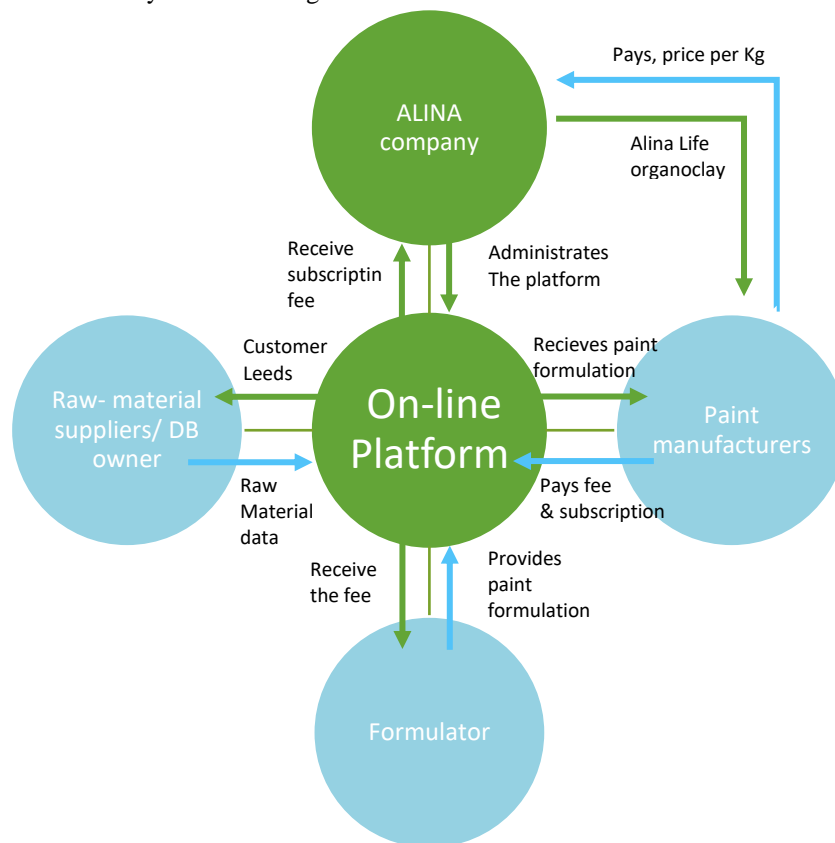 Pays, price per Kg
ALINA
company
Alina Life
organoclay
Receive
subscriptin
fee
Administrates
The platform
Customer
Leeds
Recieves paint
formulation
Raw- material
suppliers/ DB
owner
On-line
Platform
Paint
manufacturers
Raw
Material
data
Pays fee
& subscription
Receive
the fee
Provides
paint
formulation
Formulator